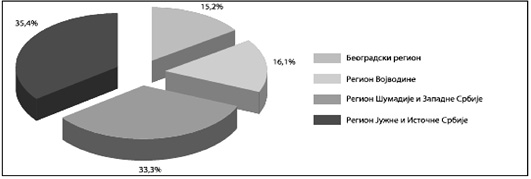 35,4%
15,2%
16,1%
33,3%
Београдски регион
Регион Војводине
Регион Шумадије и Западне Србије
Регион Јужне и Источне Србије